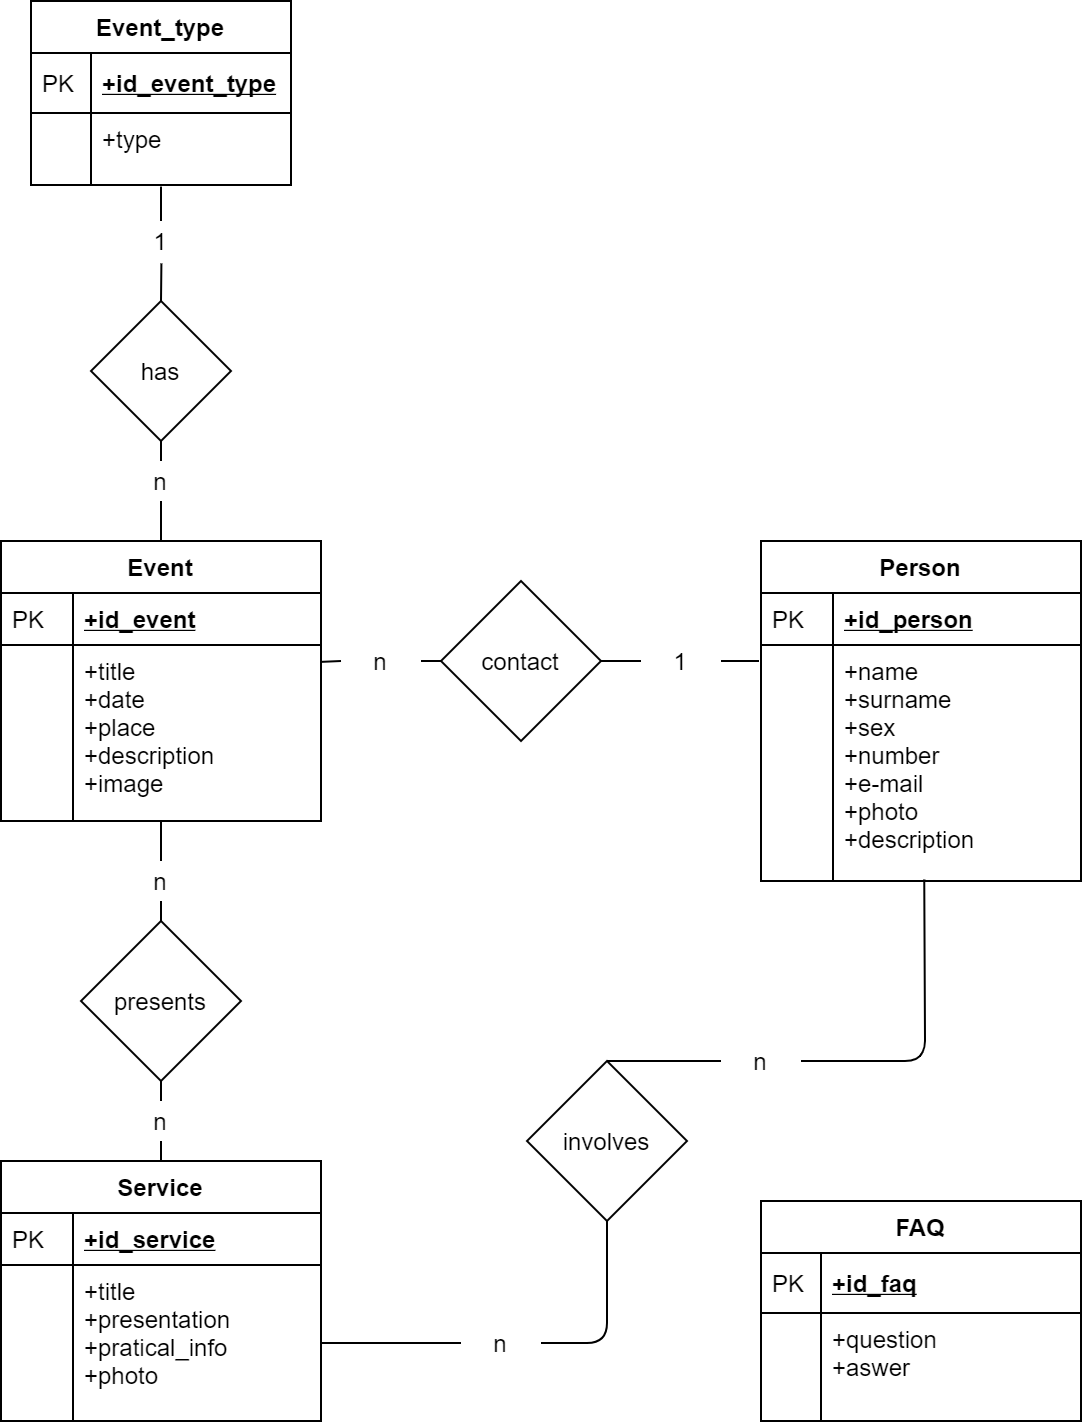 Event_type
PK +id_event_type
+type
1
has
n
Event
PK +id_event
+title
+date
+place
+description
+image
n contact 1
Person
PK +id_person
+name
+surname
+sex
+number
+e-mail
+photo
+description
n
presents
n
n
involves
n
Service
PK +id_service
+title
+presentation
+pratical_info
+photo
FAQ
PK +id_faq
+question
+aswer